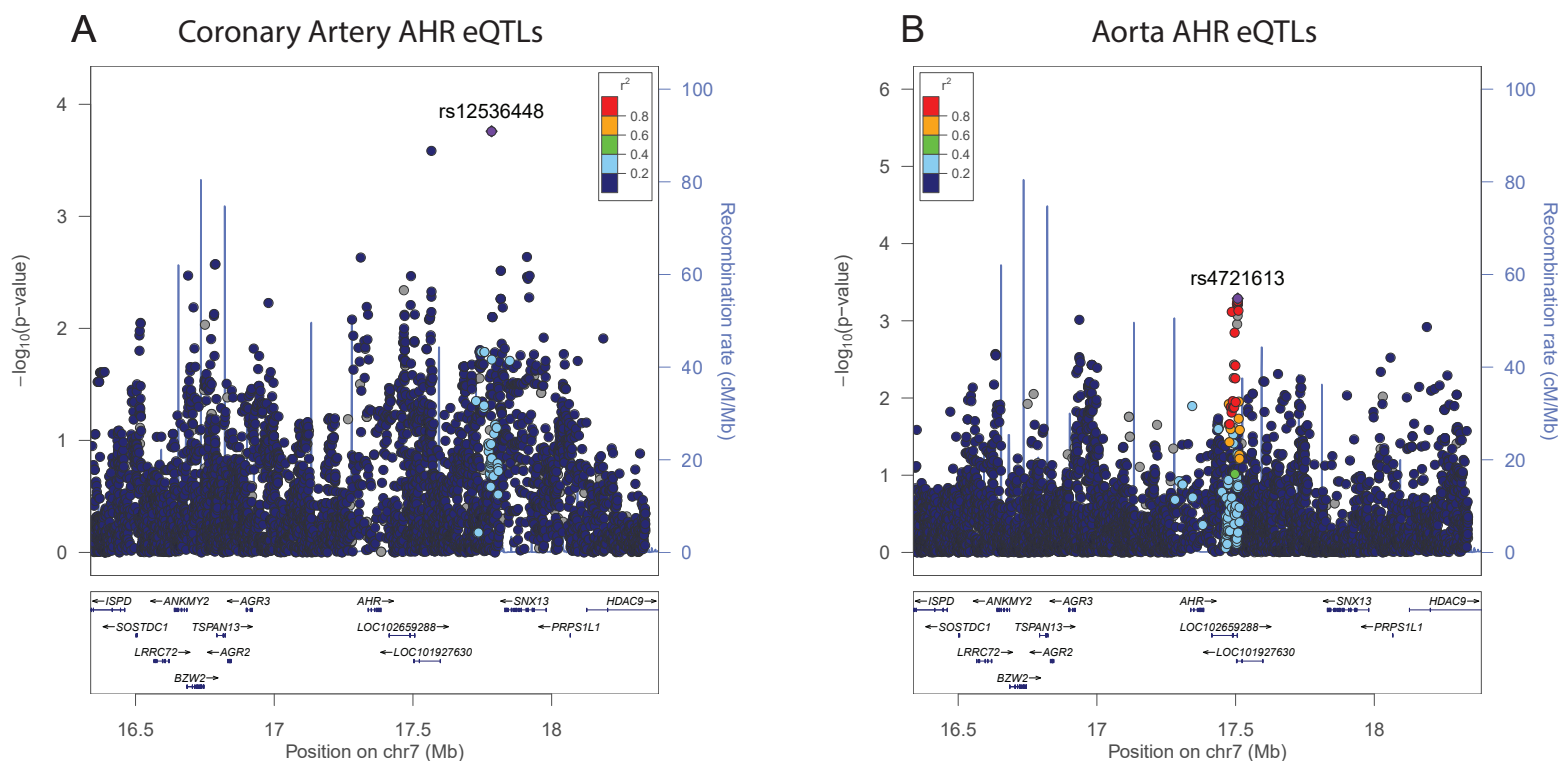 A
Coronary Artery AHR eQTLs
4
3
2
1
0
−log10(p−value)
100
80
60
40
20
0
Recombination rate (cM/Mb)
r2
0.8
0.6
0.4
0.2
rs12536448
←ISPD
←ANKMY2
←AGR3
AHR→
←SNX13
HDAC9→
←SOSTDC1
TSPAN13→
LOC102659288→
←PRPS1L1
LRRC72→
←AGR2
←LOC101927630
BZW2→
16.5
17
17.5
18
Position on chr7 (Mb)
B
Aorta AHR eQTLs
6
5
4
3
2
1
0
−log10(p−value)
100
80
60
40
20
0
Recombination rate (cM/Mb)
r2
0.8
0.6
0.4
0.2
rs4721613
←ISPD
←ANKMY2
←AGR3
AHR→
←SNX13
HDAC9→
←SOSTDC1
TSPAN13→
LOC102659288→
←PRPS1L1
LRRC72→
←AGR2
←LOC101927630
BZW2→
16.5
17
17.5
18
Position on chr7 (Mb)